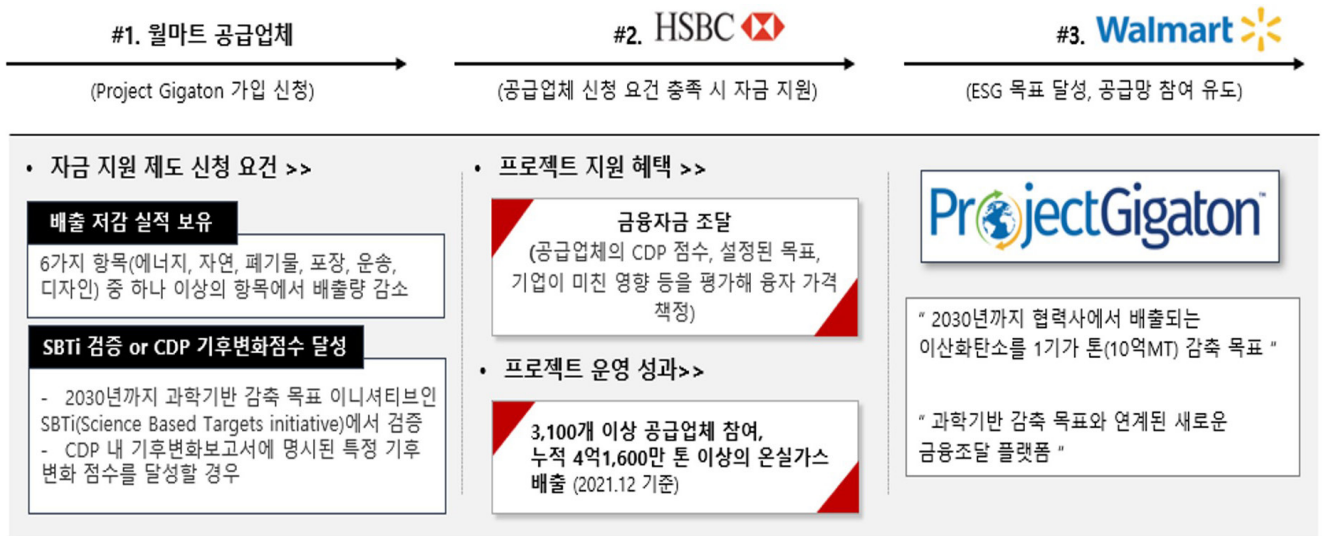 #1. 월마트 공급업체
(Project Gigaton 가입 신청)
#2. HSBC
(공급업체 신청 요건 충족 시 자금 지원)
#3. Walmart
(ESG 목표 달성, 공급망 참여 유도)
• 자금 지원 제도 신청 요건 >>
배출 저감 실적 보유
6가지 항목(에너지, 자연, 폐기물, 포장, 운송,
디자인) 중 하나 이상의 항목에서 배출량 감소
SBTi 검증 or CDP 기후변화점수 달성
- 2030년까지 과학기반 감축 목표 이니셔티브인
SBTi(Science Based Targets initiative)에서 검증
- CDP 내 기후변화보고서에 명시된 특정 기후
변화 점수를 달성할 경우
• 프로젝트 지원 혜택 >>
금융자금 조달
(공급업체의 CDP 점수, 설정된 목표,
기업이 미친 영향 등을 평가해 융자 가격
책정)
• 프로젝트 운영 성과>>
3,100개 이상 공급업체 참여,
누적 4억1,600만 톤 이상의 온실가스
배출 (2021.12 기준)
ProjectGigaton™
" 2030년까지 협력사에서 배출되는
이산화탄소를 1기가 톤(10억MT) 감축 목표 "
" 과학기반 감축 목표와 연계된 새로운
금융조달 플랫폼 "